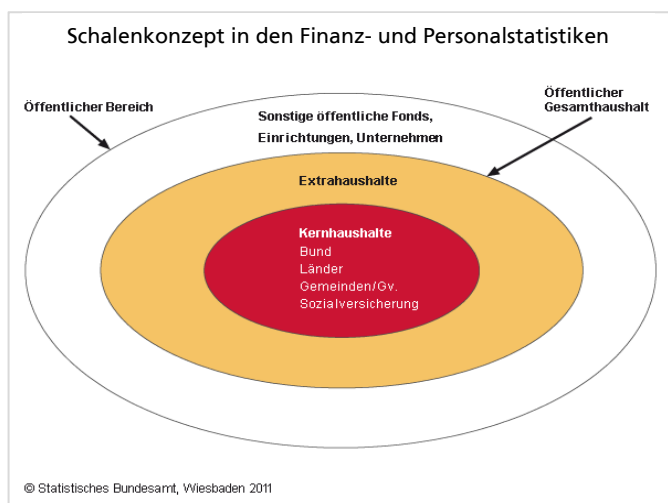 Schalenkonzept in den Finanz- und Personalstatistiken
Öffentlicher Bereich
Sonstige öffentliche Fonds,
Einrichtungen, Unternehmen
Öffentlicher
Gesamthaushalt
Extrahaushalte
Kernhaushalte
Bund
Länder
Gemeinden/Gv.
Sozialversicherung
© Statistisches Bundesamt, Wiesbaden 2011